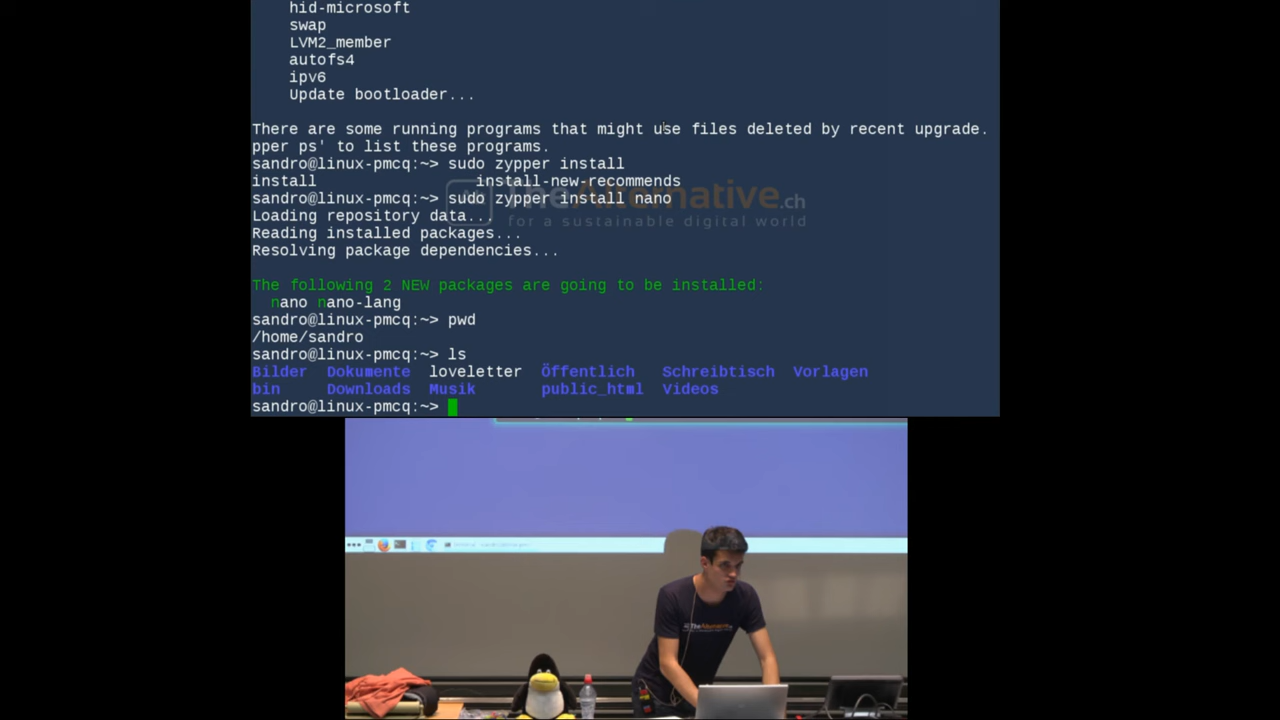 hid-microsoft
swap
LVM2_member
autofs4
ipv6
Update bootloader...
There are some running programs that might use files deleted by recent upgrade.
pper ps' to list these programs.
sandro@linux-pmcq:~> sudo zypper install
install install-new-recommends
sandro@linux-pmcq:~> sudo zypper install nano
TheAlternative.ch
Loading repository data...
for a sustainable digital world
Reading installed packages...
Resolving package dependencies...
The following 2 NEW packages are going to be installed:
nano nano-lang
sandro@linux-pmcq:~> pwd
/home/sandro
sandro@linux-pmcq:~> ls
Bilder Dokumente loveletter Öffentlich Schreibtisch Vorlagen
bin Downloads Musik public_html Videos
sandro@linux-pmcq:~>
TheAlternative